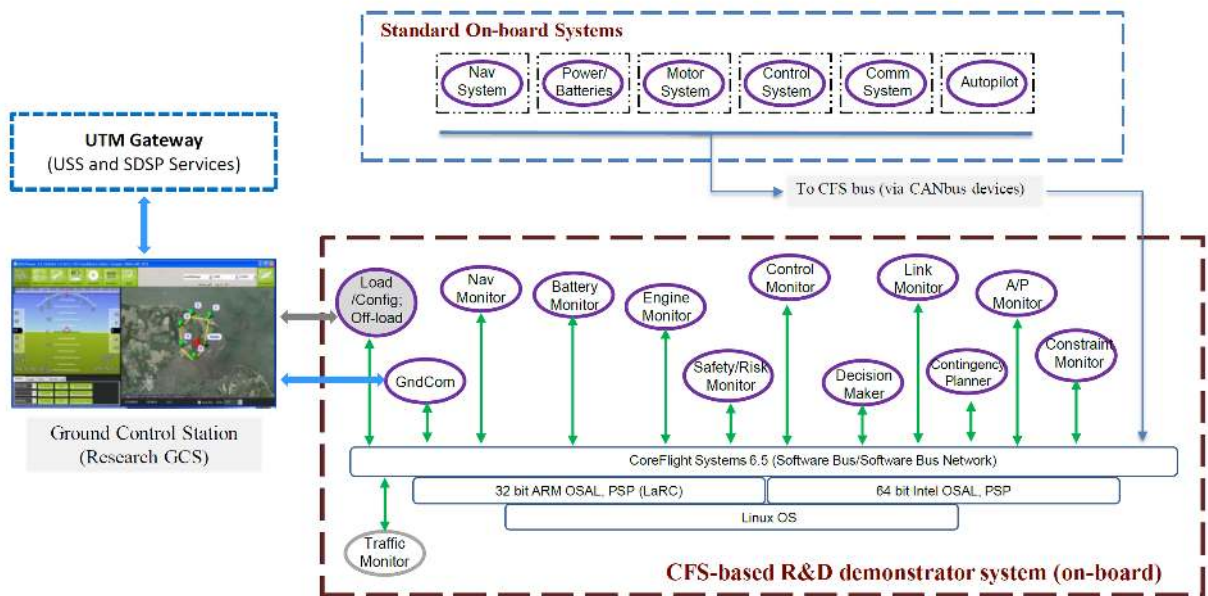 Standard On-board Systems
Nav
System
Power/
Batteries
Motor
System
Control
System
Comm
System
Autopilot
UTM Gateway
(USS and SDSP Services)
To CFS bus (via CANbus devices)
Load
/Config;
Off-load
Nav
Monitor
Battery
Monitor
Engine
Monitor
Control
Monitor
Link
Monitor
A/P
Monitor
GndCom
Safety/Risk
Monitor
Decision
Maker
Contingency
Planner
Constraint
Monitor
Ground Control Station
(Research GCS)
CoreFlight Systems 6.5 (Software Bus/Software Bus Network)
32 bit ARM OSAL, PSP (LaRC)
64 bit Intel OSAL, PSP
Linux OS
Traffic
Monitor
CFS-based R&D demonstrator system (on-board)